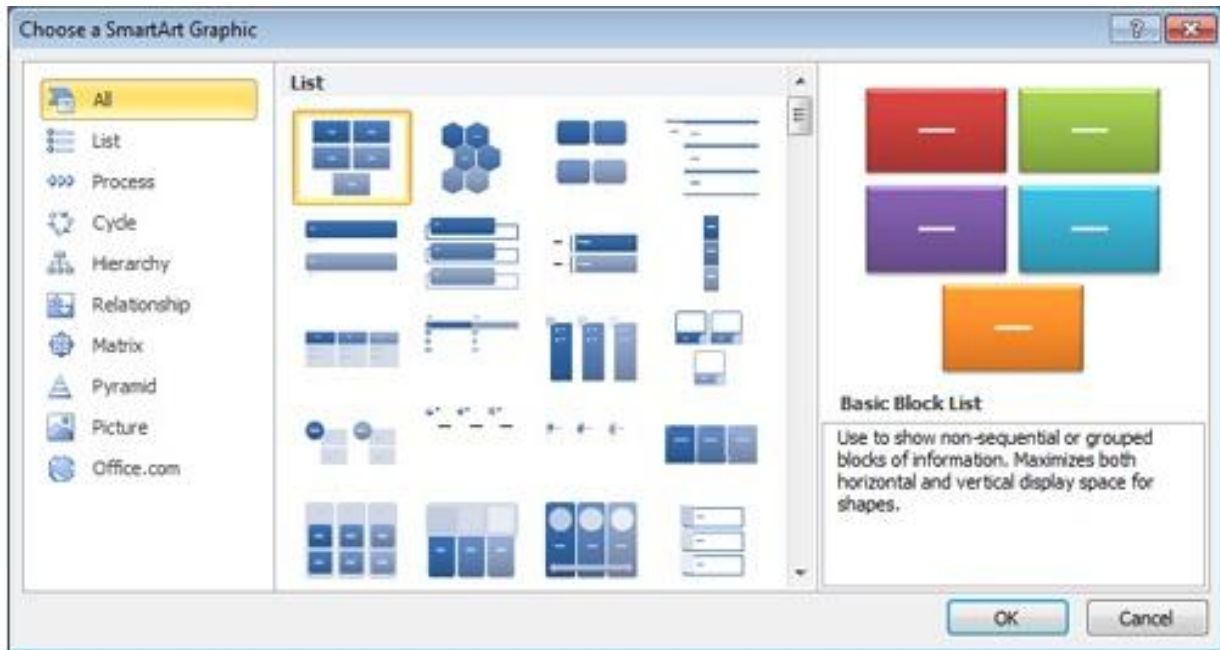 Choose a SmartArt Graphic
All
List
Process
Cycle
Hierarchy
Relationship
Matrix
Pyramid
Picture
Office.com
List
Basic Block List
Use to show non-sequential or grouped
blocks of information. Maximizes both
horizontal and vertical display space for
shapes.
OK
Cancel